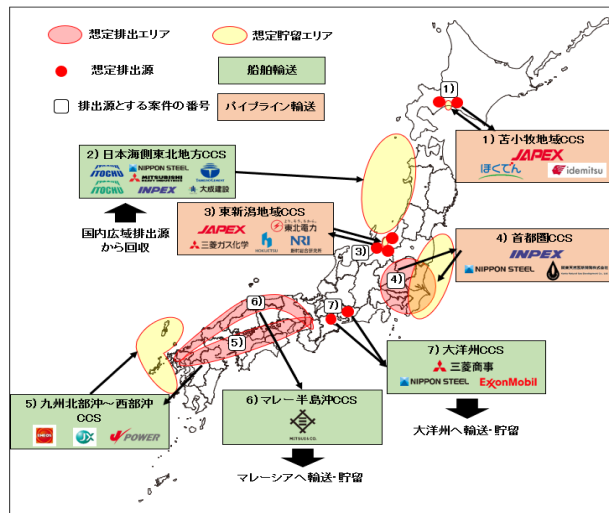 想定排出エリア
想定貯留エリア
想定排出源
船舶輸送
排出源とする案件の番号
パイプライン輸送
1)
1) 苫小牧地域CCS
JAPEX
ほくでん
idemitsu
2) 日本海側東北地方CCS
ITOCHU
NIPPON STEEL
ITOCHU
MITSUBISHI
INPEX
大成建設
国内広域排出源
から回収
3) 東新潟地域CCS
JAPEX
東北電力
三菱ガス化学
NRI
3)
4) 首都圏CCS
INPEX
NIPPON STEEL
4)
6)
7)
5)
7) 大洋州CCS
三菱商事
NIPPON STEEL
ExxonMobil
大洋州へ輸送・貯留
5) 九州北部沖～西部沖
CCS
POWER
6) マレー半島沖CCS
MITSUI & CO.
マレーシアへ輸送・貯留